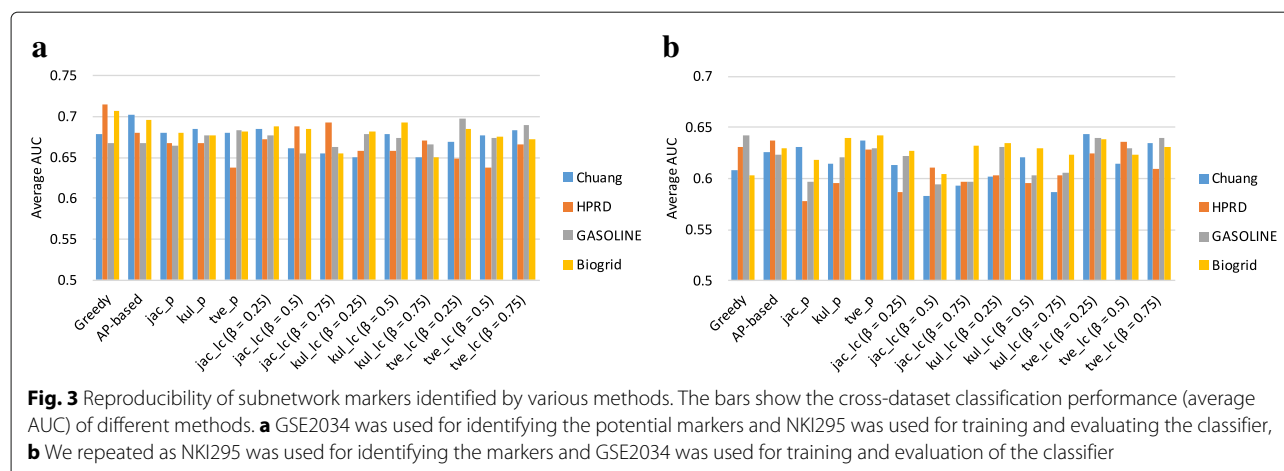 a
0.75
0.7
0.65
0.6
0.55
0.5
Average AUC
Greedy
AP-based
jac_p
kul_p
tve_p
jac_lc (β = 0.25)
jac_lc (β = 0.5)
jac_lc (β = 0.75)
kul_lc (β = 0.25)
kul_lc (β = 0.5)
kul_lc (β = 0.75)
tve_lc (β = 0.25)
tve_lc (β = 0.5)
tve_lc (β = 0.75)
Chuang
HPRD
GASOLINE
Biogrid
b
0.7
0.65
0.6
0.55
0.5
Average AUC
Greedy
AP-based
jac_p
kul_p
tve_p
jac_lc (β = 0.25)
jac_lc (β = 0.5)
jac_lc (β = 0.75)
kul_lc (β = 0.25)
kul_lc (β = 0.5)
kul_lc (β = 0.75)
tve_lc (β = 0.25)
tve_lc (β = 0.5)
tve_lc (β = 0.75)
Chuang
HPRD
GASOLINE
Biogrid
Fig. 3 Reproducibility of subnetwork markers identified by various methods. The bars show the cross-dataset classification performance (average
AUC) of different methods. a GSE2034 was used for identifying the potential markers and NKI295 was used for training and evaluating the classifier,
b We repeated as NKI295 was used for identifying the markers and GSE2034 was used for training and evaluation of the classifier